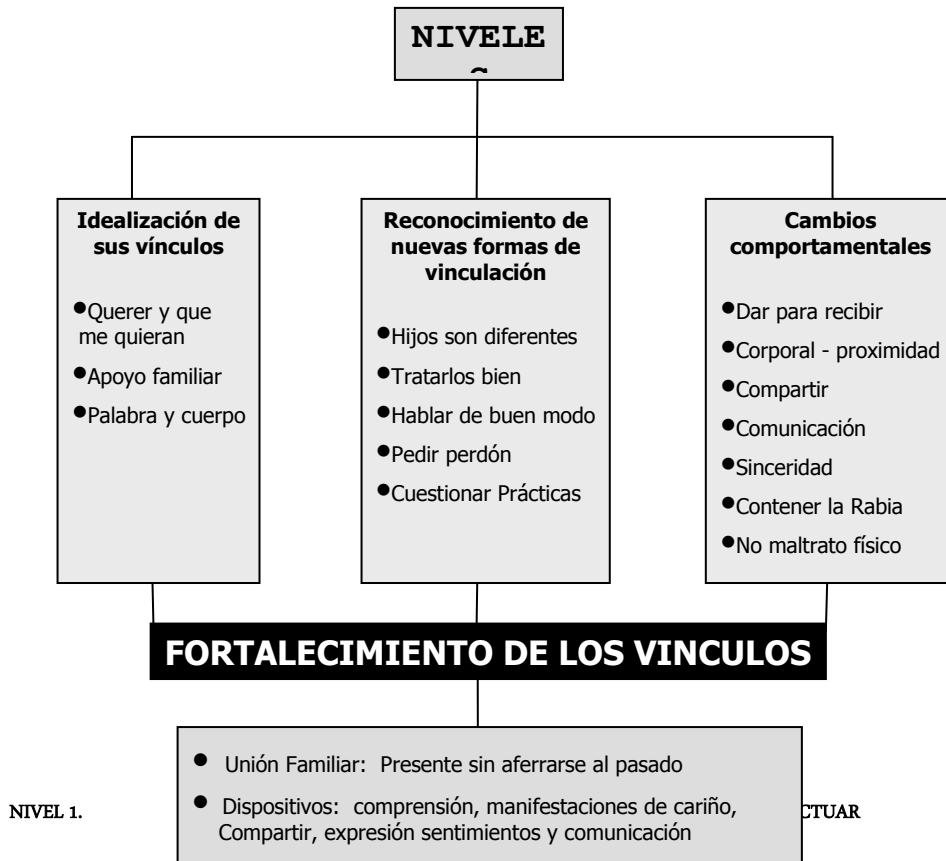 NIVELES
Idealización de
sus vínculos
●Querer y que
me quieran
●Apoyo familiar
●Palabra y cuerpo
Reconocimiento de
nuevas formas de
vinculación
●Hijos son diferentes
●Tratarlos bien
●Hablar de buen modo
●Pedir perdón
●Cuestionar Prácticas
Cambios
comportamentales
●Dar para recibir
●Corporal - proximidad
●Compartir
●Comunicación
●Sinceridad
●Contener la Rabia
●No maltrato físico
FORTALECIMIENTO DE LOS VINCULOS
● Unión Familiar: Presente sin aferrarse al pasado
● Dispositivos: comprensión, manifestaciones de cariño,
Compartir, expresión sentimientos y comunicación
NIVEL 1. CTUAR